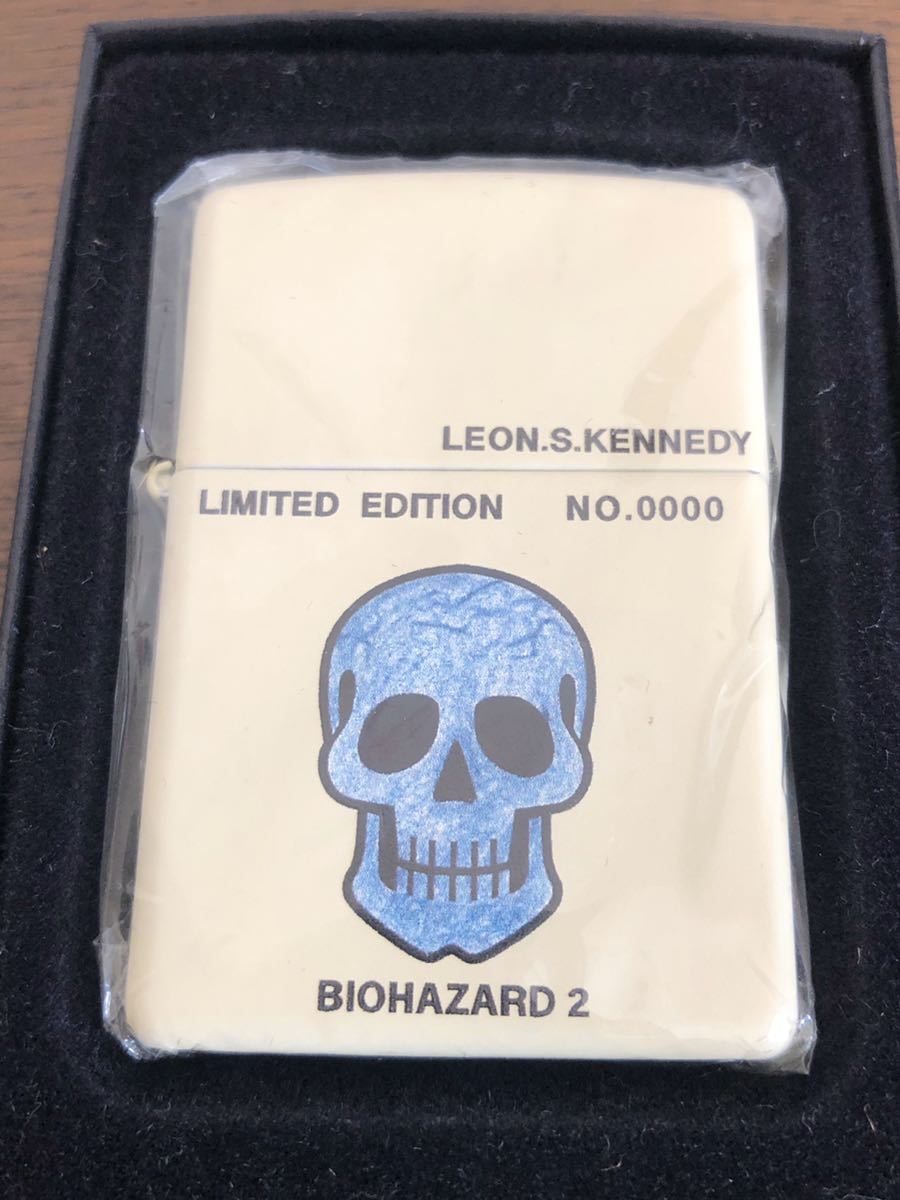 LEON.S.KENNEDY
LIMITED EDITION NO.0000
BIOHAZARD 2